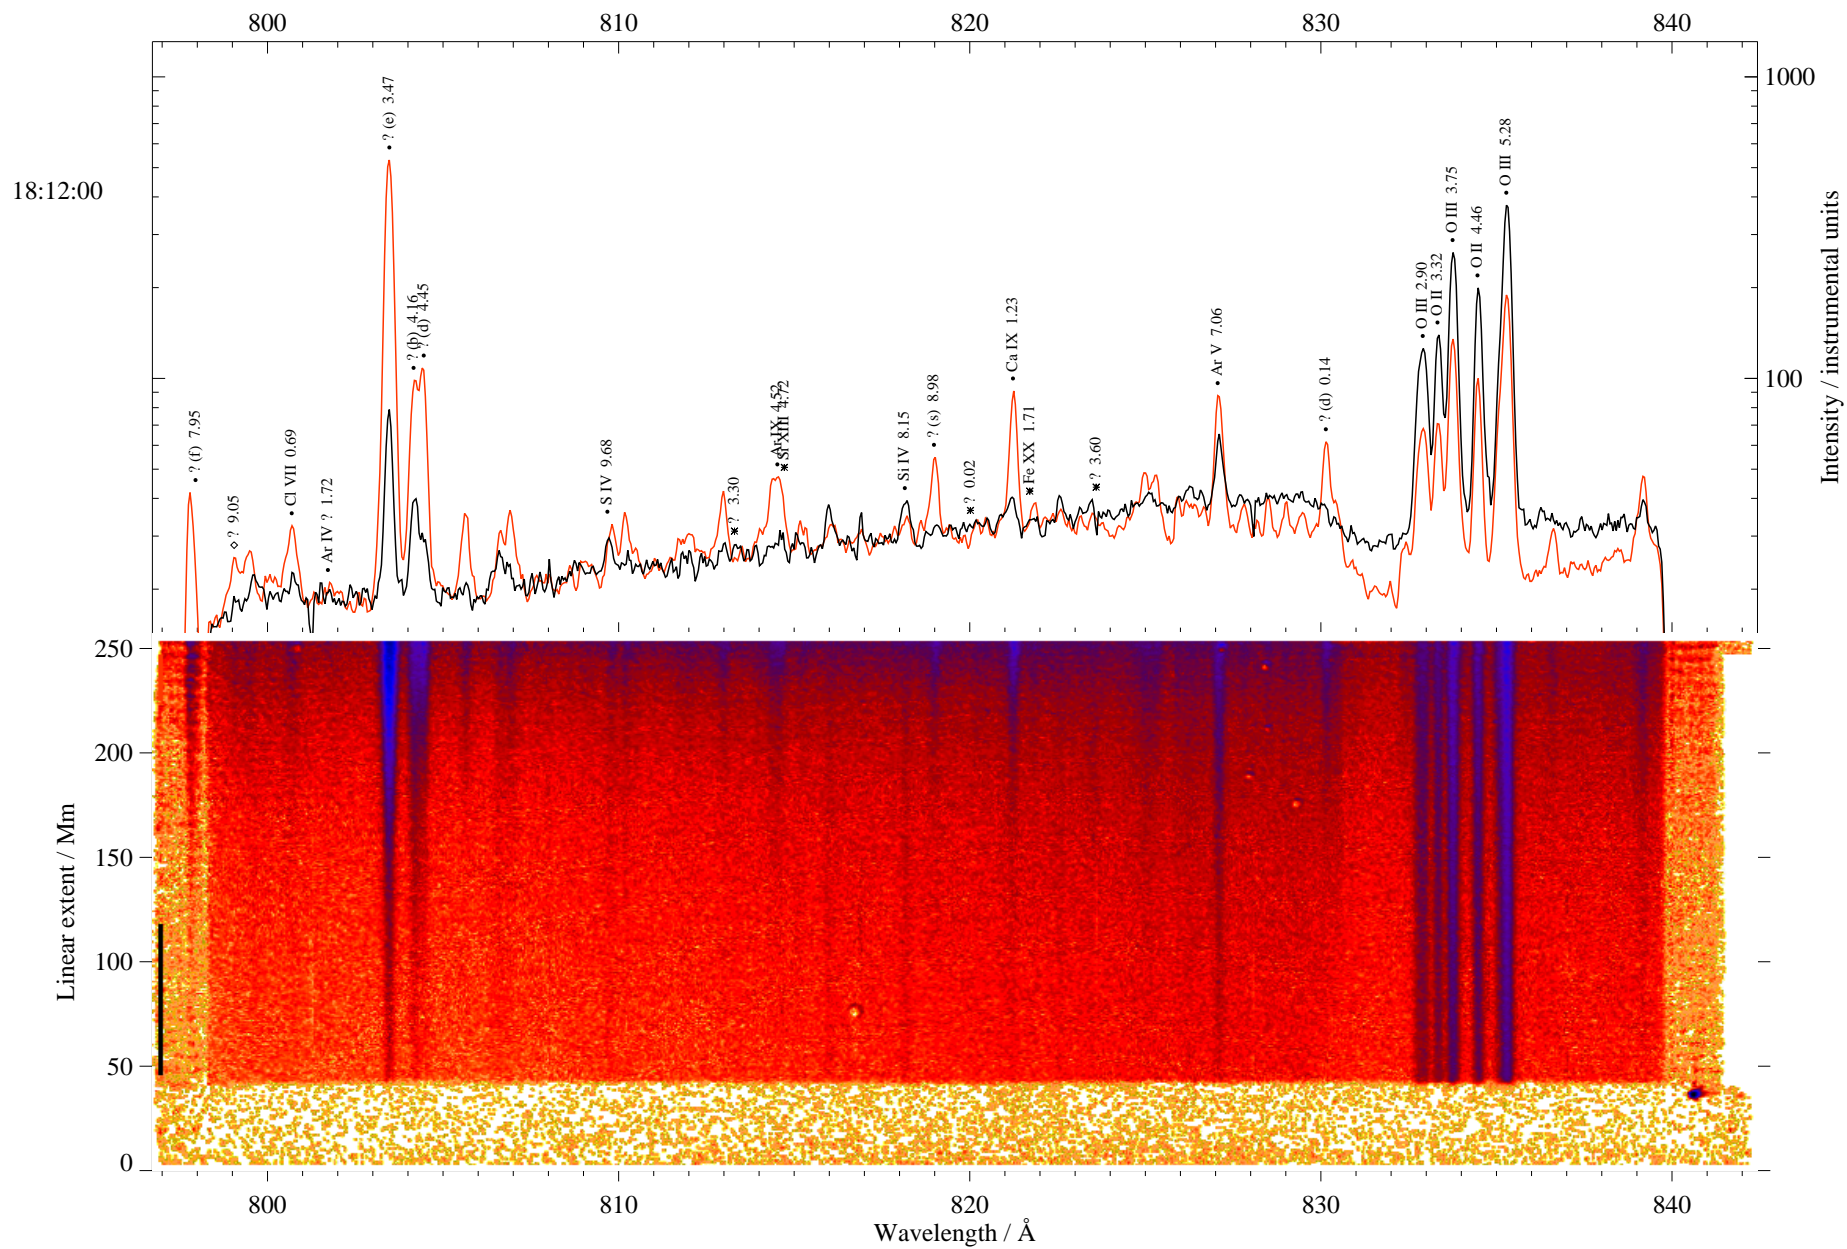 800 810 820 830 840
1000
100
18:12:00
Intensity / instrumental units
? (f) 7.95
? 9.05
Cl VII 0.69
Ar IV ? 1.72
? (e) 3.47
? (b) 4.16
? (d) 4.45
S IV 9.68
? 3.30
Ar IX 4.52
Si XIII 4.72
Si IV 8.15
? (s) 8.98
? 0.02
Ca IX 1.23
Fe XX 1.71
? 3.60
Ar V 7.06
? (d) 0.14
O III 2.90
O II 3.32
O III 3.75
O II 4.46
O III 5.28
250
200
150
100
50
0
Linear extent / Mm
800 810 820 830 840
Wavelength / Å